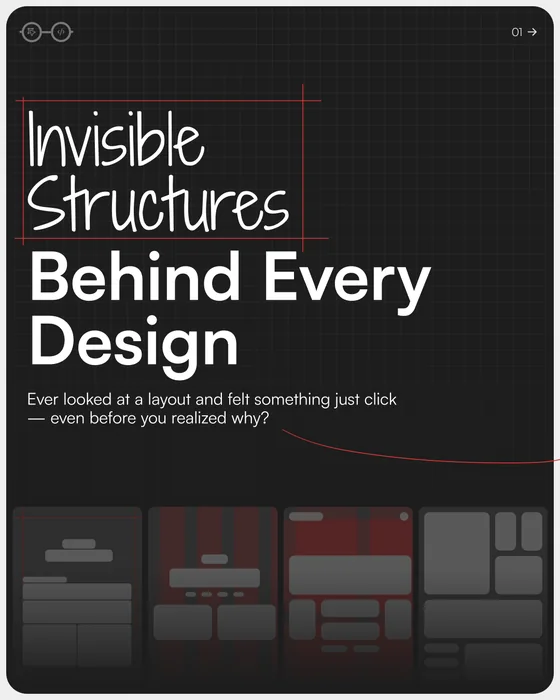 01 →
Invisible
Structures
Behind Every
Design
Ever looked at a layout and felt something just click
— even before you realized why?